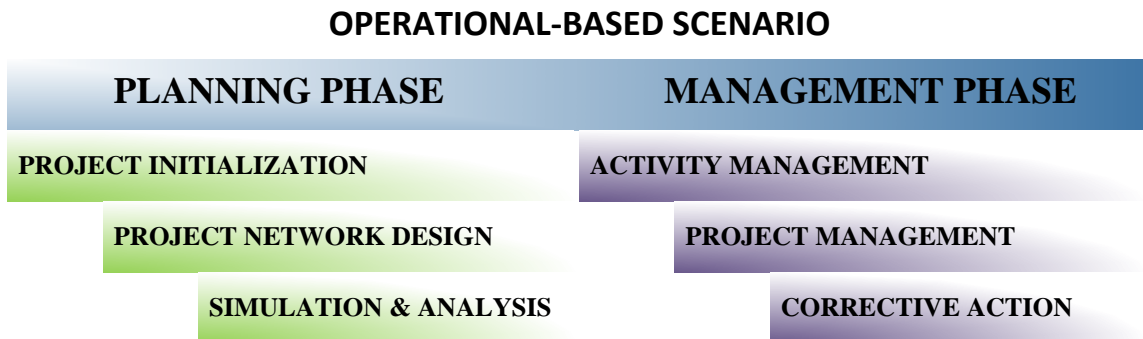 OPERATIONAL-BASED SCENARIO
PLANNING PHASE
MANAGEMENT PHASE
PROJECT INITIALIZATION
ACTIVITY MANAGEMENT
PROJECT NETWORK DESIGN
PROJECT MANAGEMENT
SIMULATION & ANALYSIS
CORRECTIVE ACTION